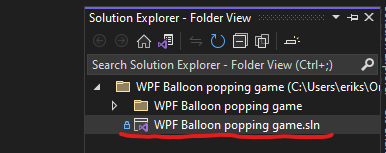 Solution Explorer - Folder View
Search Solution Explorer - Folder View (Ctrl+;)
WPF Balloon popping game (C:\Users\eriks\O
WPF Balloon popping game
WPF Balloon popping game.sln